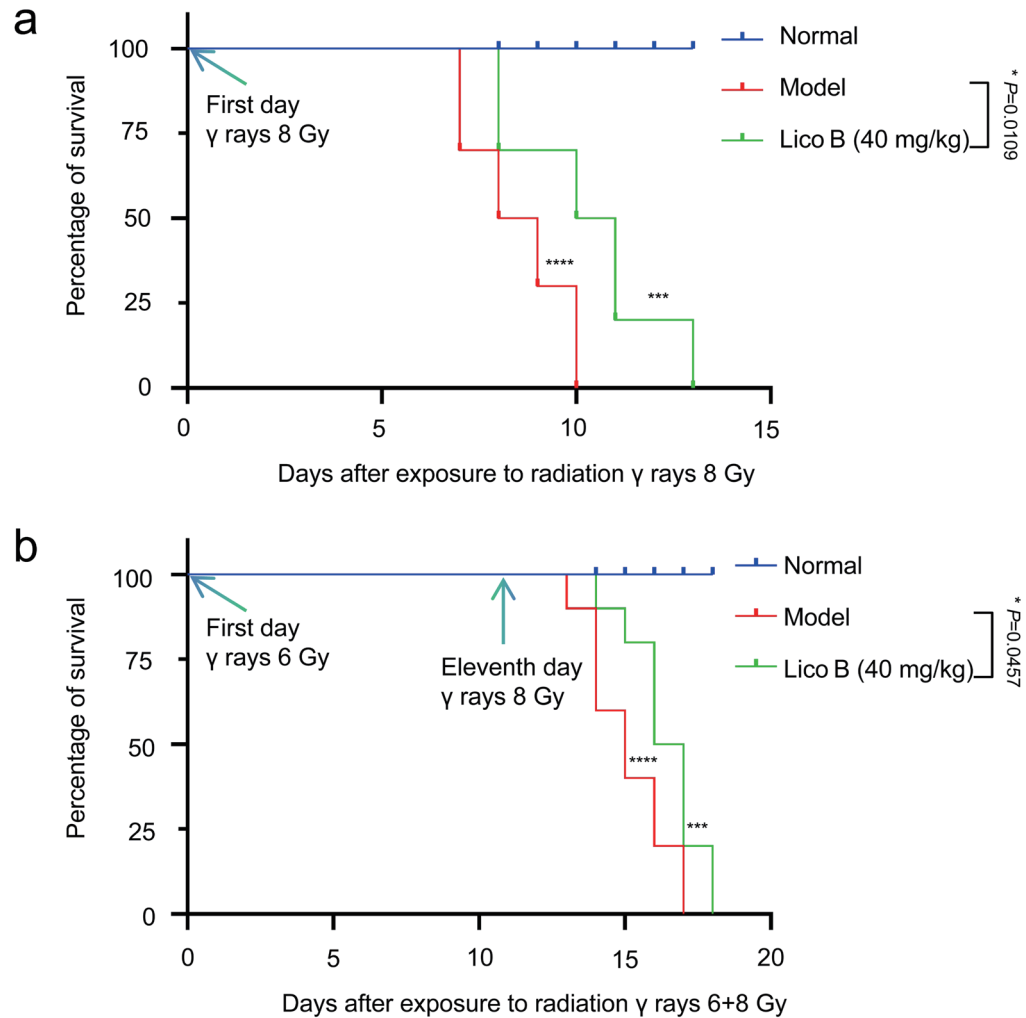 a
Percentage of survival
100
75
50
25
0
First day
γ rays 8 Gy
****
***
0 5 10 15
Days after exposure to radiation γ rays 8 Gy
Normal
Model
Lico B (40 mg/kg)
* P=0.0109
b
Percentage of survival
100
75
50
25
0
First day
γ rays 6 Gy
Eleventh day
γ rays 8 Gy
****
***
0 5 10 15 20
Days after exposure to radiation γ rays 6+8 Gy
Normal
Model
Lico B (40 mg/kg)
* P=0.0457